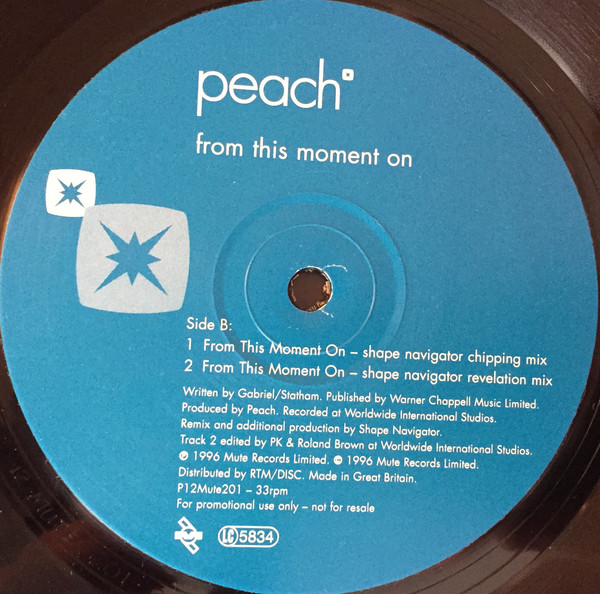 peach
from this moment on
Side B:
1 From This Moment On – shape navigator chipping mix
2 From This Moment On – shape navigator revelation mix
Written by Gabriel/Statham. Published by Warner Chappell Music Limited.
Produced by Peach. Recorded at Worldwide International Studios.
Remix and additional production by Shape Navigator.
Track 2 edited by PK & Roland Brown at Worldwide International Studios.
℗ 1996 Mute Records Limited. © 1996 Mute Records Limited.
Distributed by RTM/DISC. Made in Great Britain.
P12Mute201 – 33rpm
For promotional use only – not for resale
LC 5834